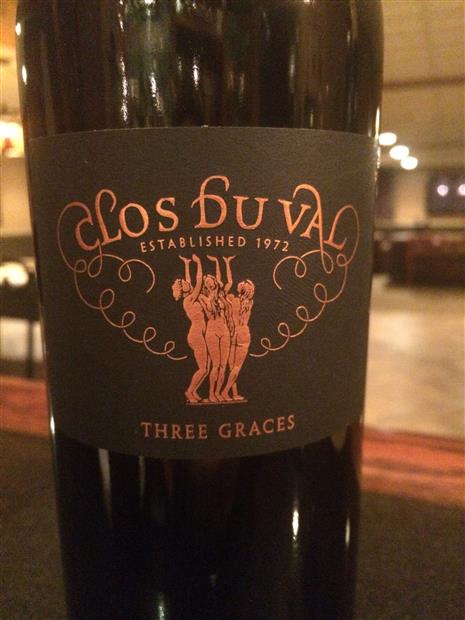 CLOS DU VAL
ESTABLISHED 1972
THREE GRACES